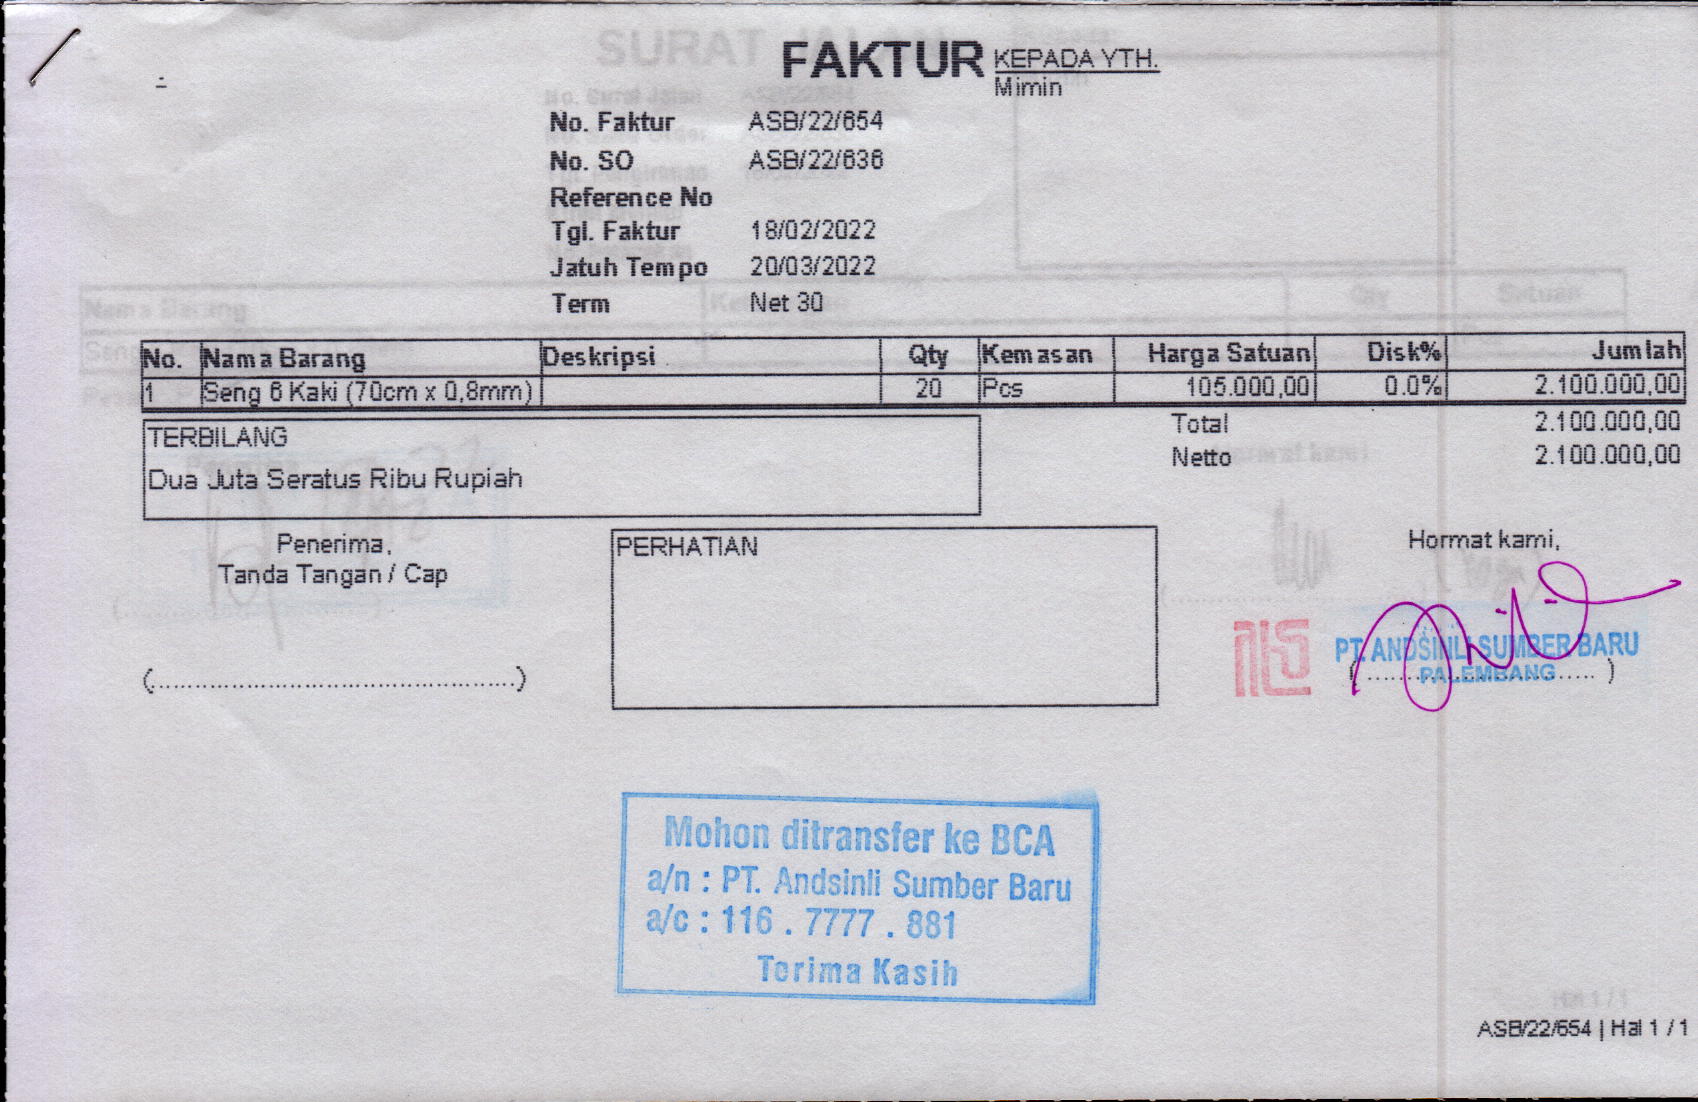 FAKTUR
KEPADA YTH.
Mimin
No. Faktur ASB/22/654
No. SO ASB/22/636
Reference No
Tgl. Faktur 18/02/2022
Jatuh Tempo 20/03/2022
Term Net 30
No. Nama Barang Deskripsi Qty Kemasan Harga Satuan Disk% Jumlah
1 Seng 6 Kaki (70cm x 0,8mm) 20 Pcs 105.000,00 0.0% 2.100.000,00
Total 2.100.000,00
Netto 2.100.000,00
TERBILANG
Dua Juta Seratus Ribu Rupiah
Penerima,
Tanda Tangan / Cap
(................................................)
PERHATIAN
Hormat kami,
PT. ANDSINLI SUMBER BARU
PALEMBANG
Mohon ditransfer ke BCA
a/n : PT. Andsinli Sumber Baru
a/c : 116 . 7777 . 881
Terima Kasih
ASB/22/654 | Hal 1 / 1